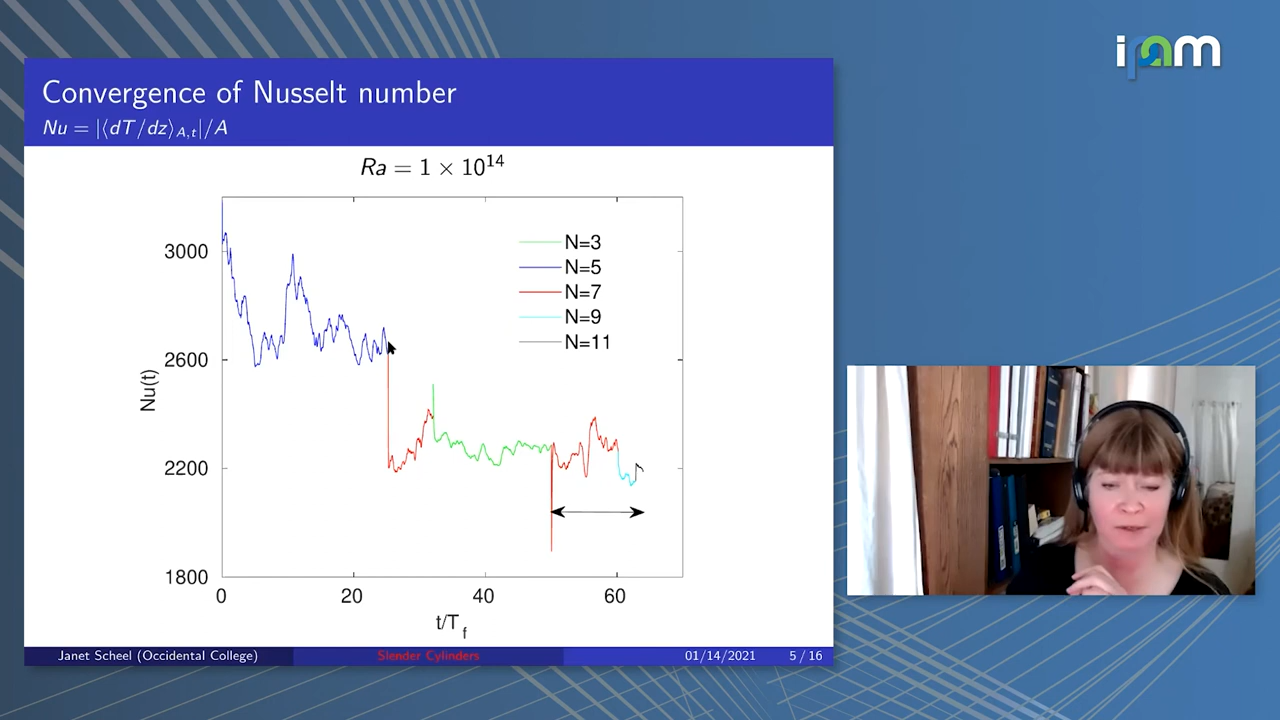 ipam
Convergence of Nusselt number
Nu = |⟨dT/dz⟩A,t|/A
Ra = 1 × 10^14
3000
2600
2200
1800
Nu(t)
N=3
N=5
N=7
N=9
N=11
0 20 40 60
t/Tf
Janet Scheel (Occidental College) Slender Cylinders 01/14/2021 5 / 16